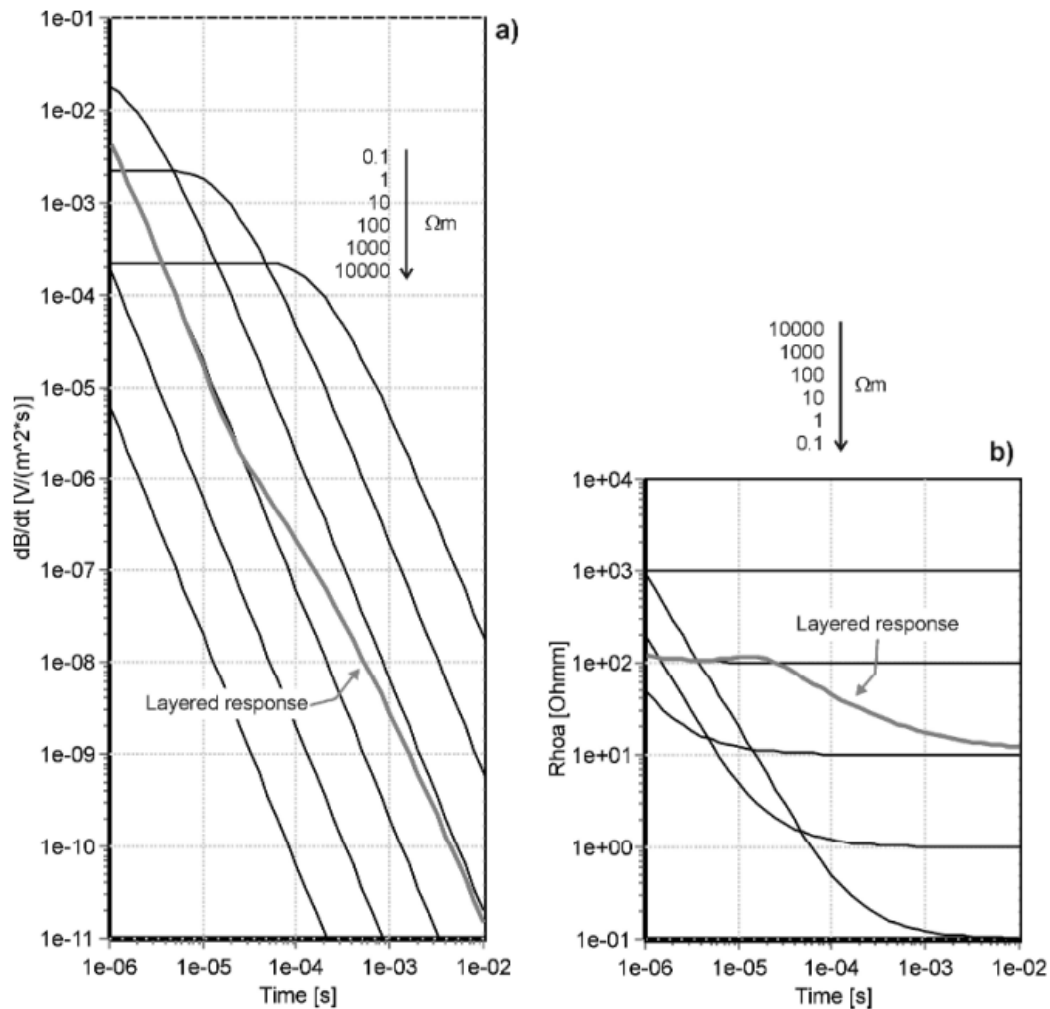 a)
dB/dt [V/(m^2*s)]
1e-01
1e-02
1e-03
1e-04
1e-05
1e-06
1e-07
1e-08
1e-09
1e-10
1e-11
0.1
1
10
100
1000
10000
Ωm
Layered response
1e-06
1e-05
1e-04
1e-03
1e-02
Time [s]
10000
1000
100
10
1
0.1
Ωm
b)
Rhoa [Ohmm]
1e+04
1e+03
1e+02
1e+01
1e+00
1e-01
Layered response
1e-06
1e-05
1e-04
1e-03
1e-02
Time [s]